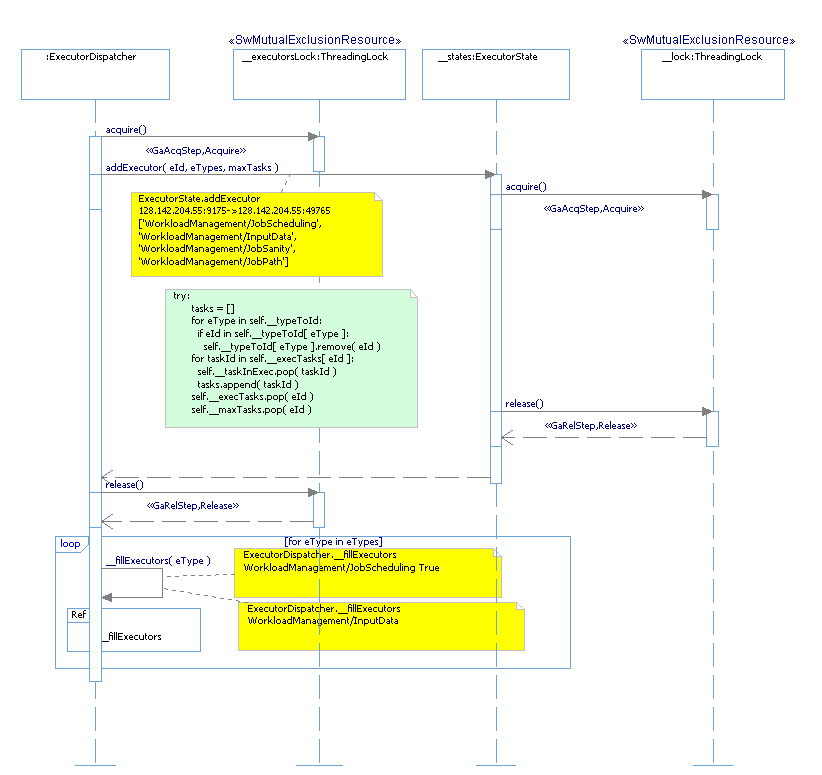 «SwMutualExclusionResource»
«SwMutualExclusionResource»
:ExecutorDispatcher
__executorsLock:ThreadingLock
__states:ExecutorState
__lock:ThreadingLock
acquire()
«GaAcqStep,Acquire»
addExecutor( eId, eTypes, maxTasks )
acquire()
«GaAcqStep,Acquire»
ExecutorState.addExecutor
128.142.204.55:9175->128.142.204.55:49765
['WorkloadManagement/JobScheduling',
'WorkloadManagement/InputData',
'WorkloadManagement/JobSanity',
'WorkloadManagement/JobPath']
try:
tasks = []
for eType in self.__typeToId:
if eId in self.__typeToId[ eType ]:
self.__typeToId[ eType ].remove( eId )
for taskId in self.__execTasks[ eId ]:
self.__taskInExec.pop( taskId )
tasks.append( taskId )
self.__execTasks.pop( eId )
self.__maxTasks.pop( eId )
release()
«GaRelStep,Release»
release()
«GaRelStep,Release»
loop
[for eType in eTypes]
__fillExecutors( eType )
ExecutorDispatcher.__fillExecutors
WorkloadManagement/JobScheduling True
Ref
__fillExecutors
ExecutorDispatcher.__fillExecutors
WorkloadManagement/InputData